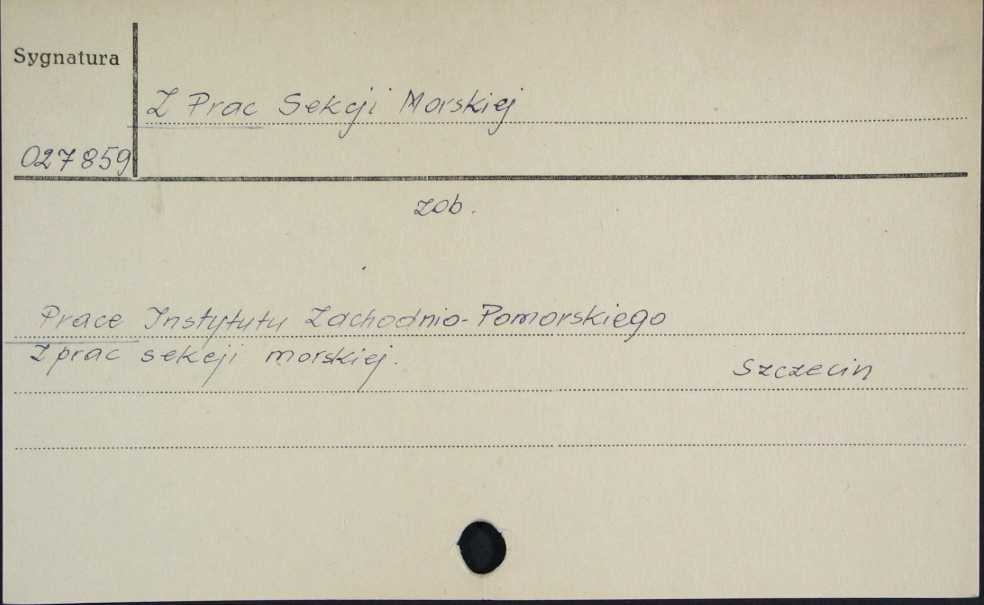 Sygnatura
Z Prac Sekcji Morskiej
027859
zob.
Prace Instytutu Zachodnio-Pomorskiego
Z prac sekcji morskiej.
Szczecin